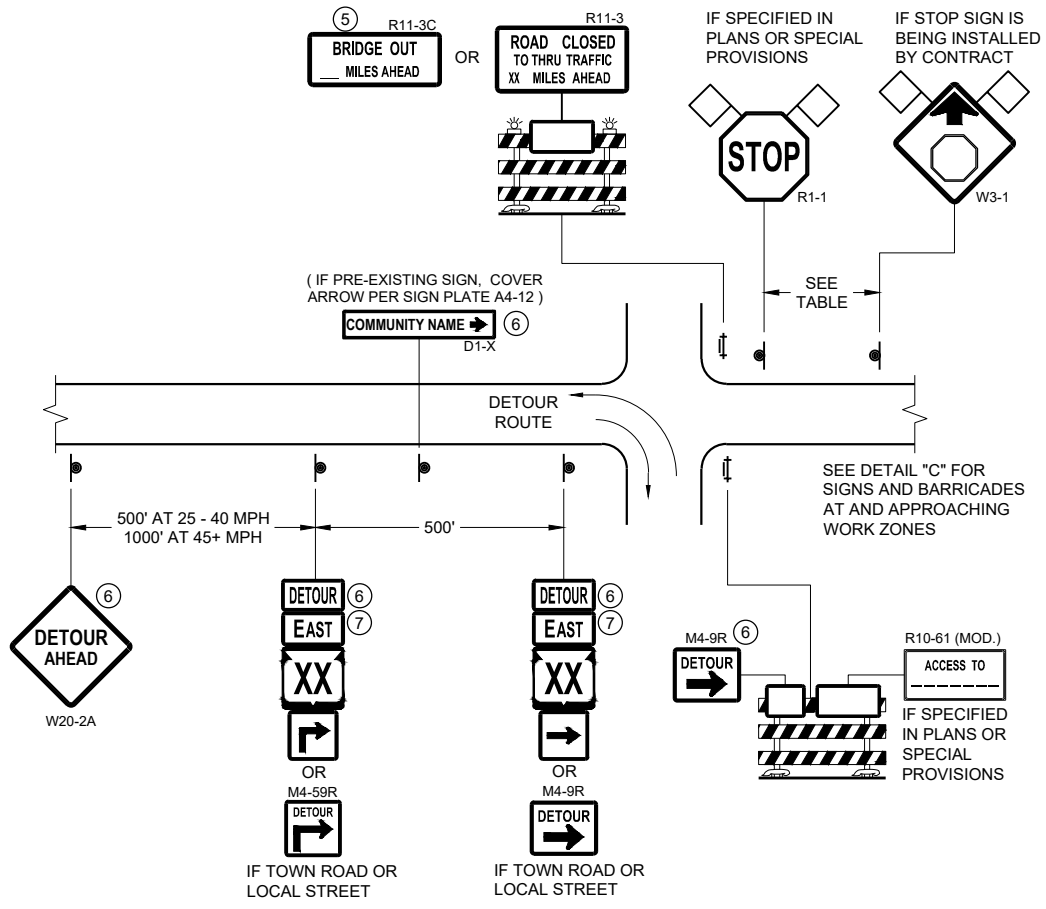 5
R11-3C
BRIDGE OUT
__ MILES AHEAD
OR
R11-3
ROAD CLOSED
TO THRU TRAFFIC
XX MILES AHEAD
IF SPECIFIED IN
PLANS OR SPECIAL
PROVISIONS
STOP
R1-1
IF STOP SIGN IS
BEING INSTALLED
BY CONTRACT
W3-1
SEE
TABLE
( IF PRE-EXISTING SIGN, COVER
ARROW PER SIGN PLATE A4-12 )
COMMUNITY NAME
6
D1-X
DETOUR
ROUTE
SEE DETAIL "C" FOR
SIGNS AND BARRICADES
AT AND APPROACHING
WORK ZONES
500' AT 25 - 40 MPH
1000' AT 45+ MPH
500'
6
DETOUR
AHEAD
W20-2A
DETOUR
6
EAST
7
XX
OR
M4-59R
DETOUR
IF TOWN ROAD OR
LOCAL STREET
DETOUR
6
EAST
7
XX
OR
M4-9R
DETOUR
IF TOWN ROAD OR
LOCAL STREET
M4-9R
6
DETOUR
R10-61 (MOD.)
ACCESS TO
_ _ _ _ _ _ _ _
IF SPECIFIED
IN PLANS OR
SPECIAL
PROVISIONS